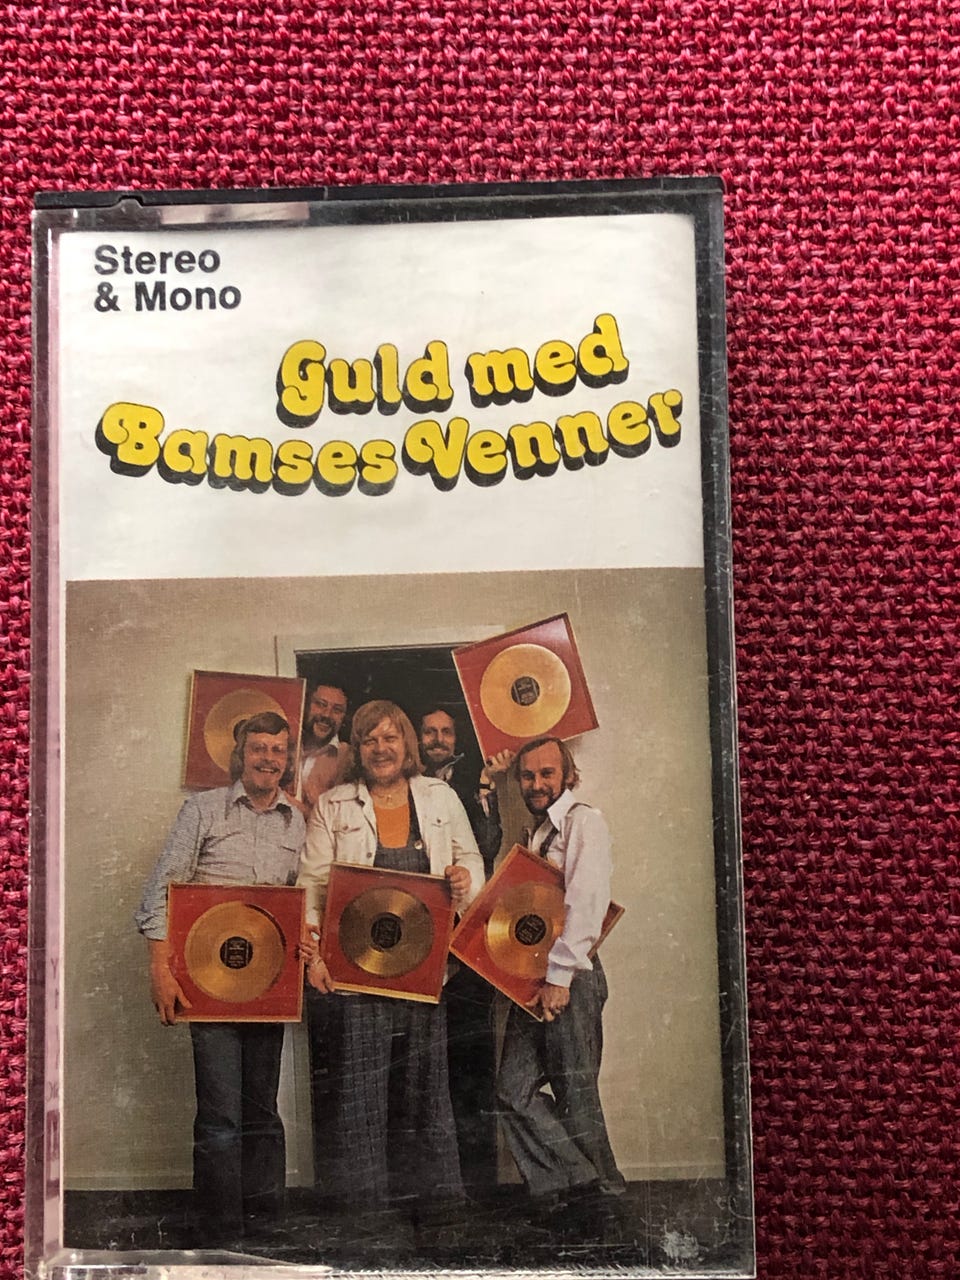 Stereo
& Mono
Guld med
Bamses Venner